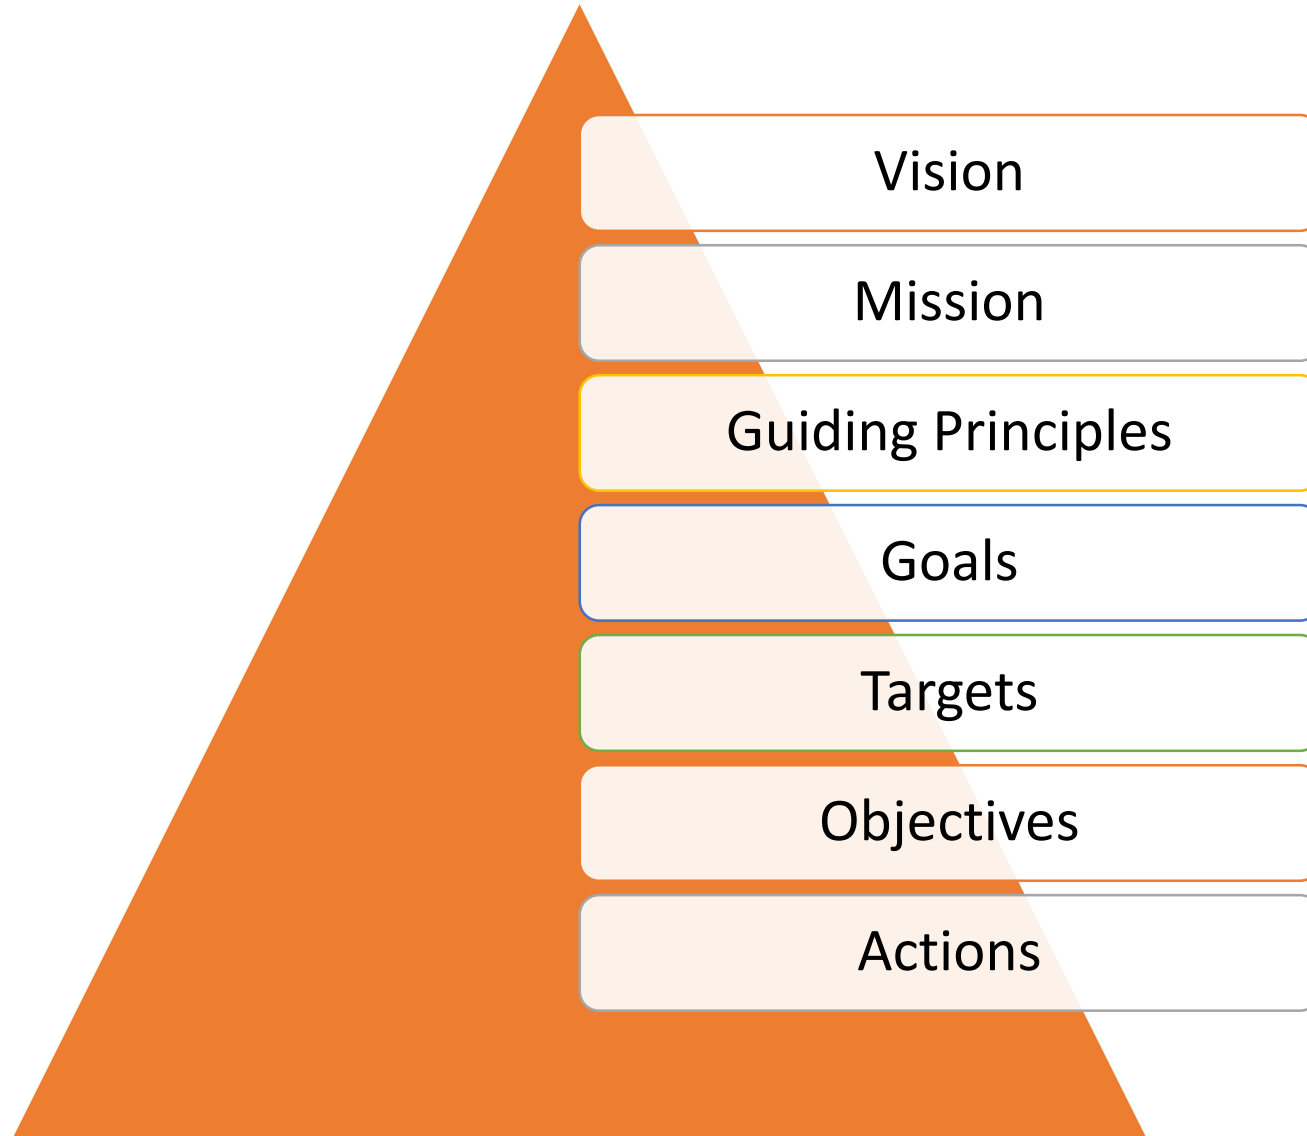 Vision
Mission
Guiding Principles
Goals
Targets
Objectives
Actions